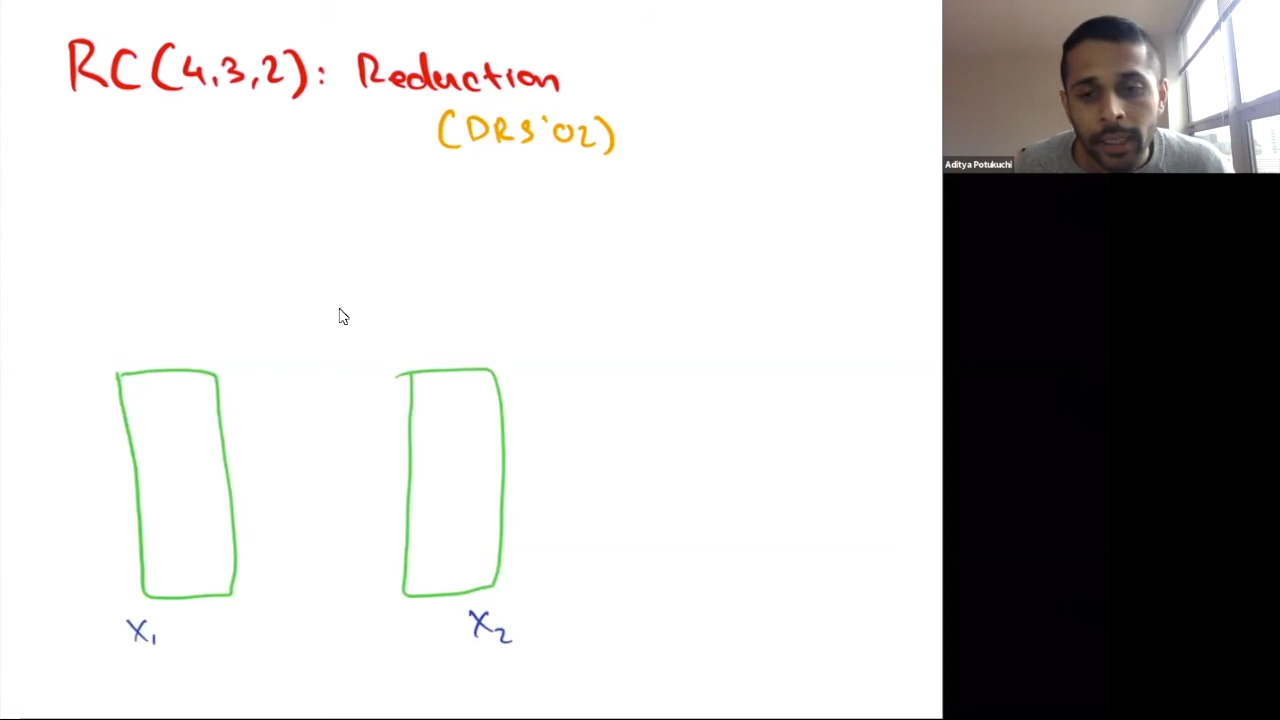 RC(4,3,2): Reduction
(DRS'02)
Aditya Potukuchi
X₁
X₂